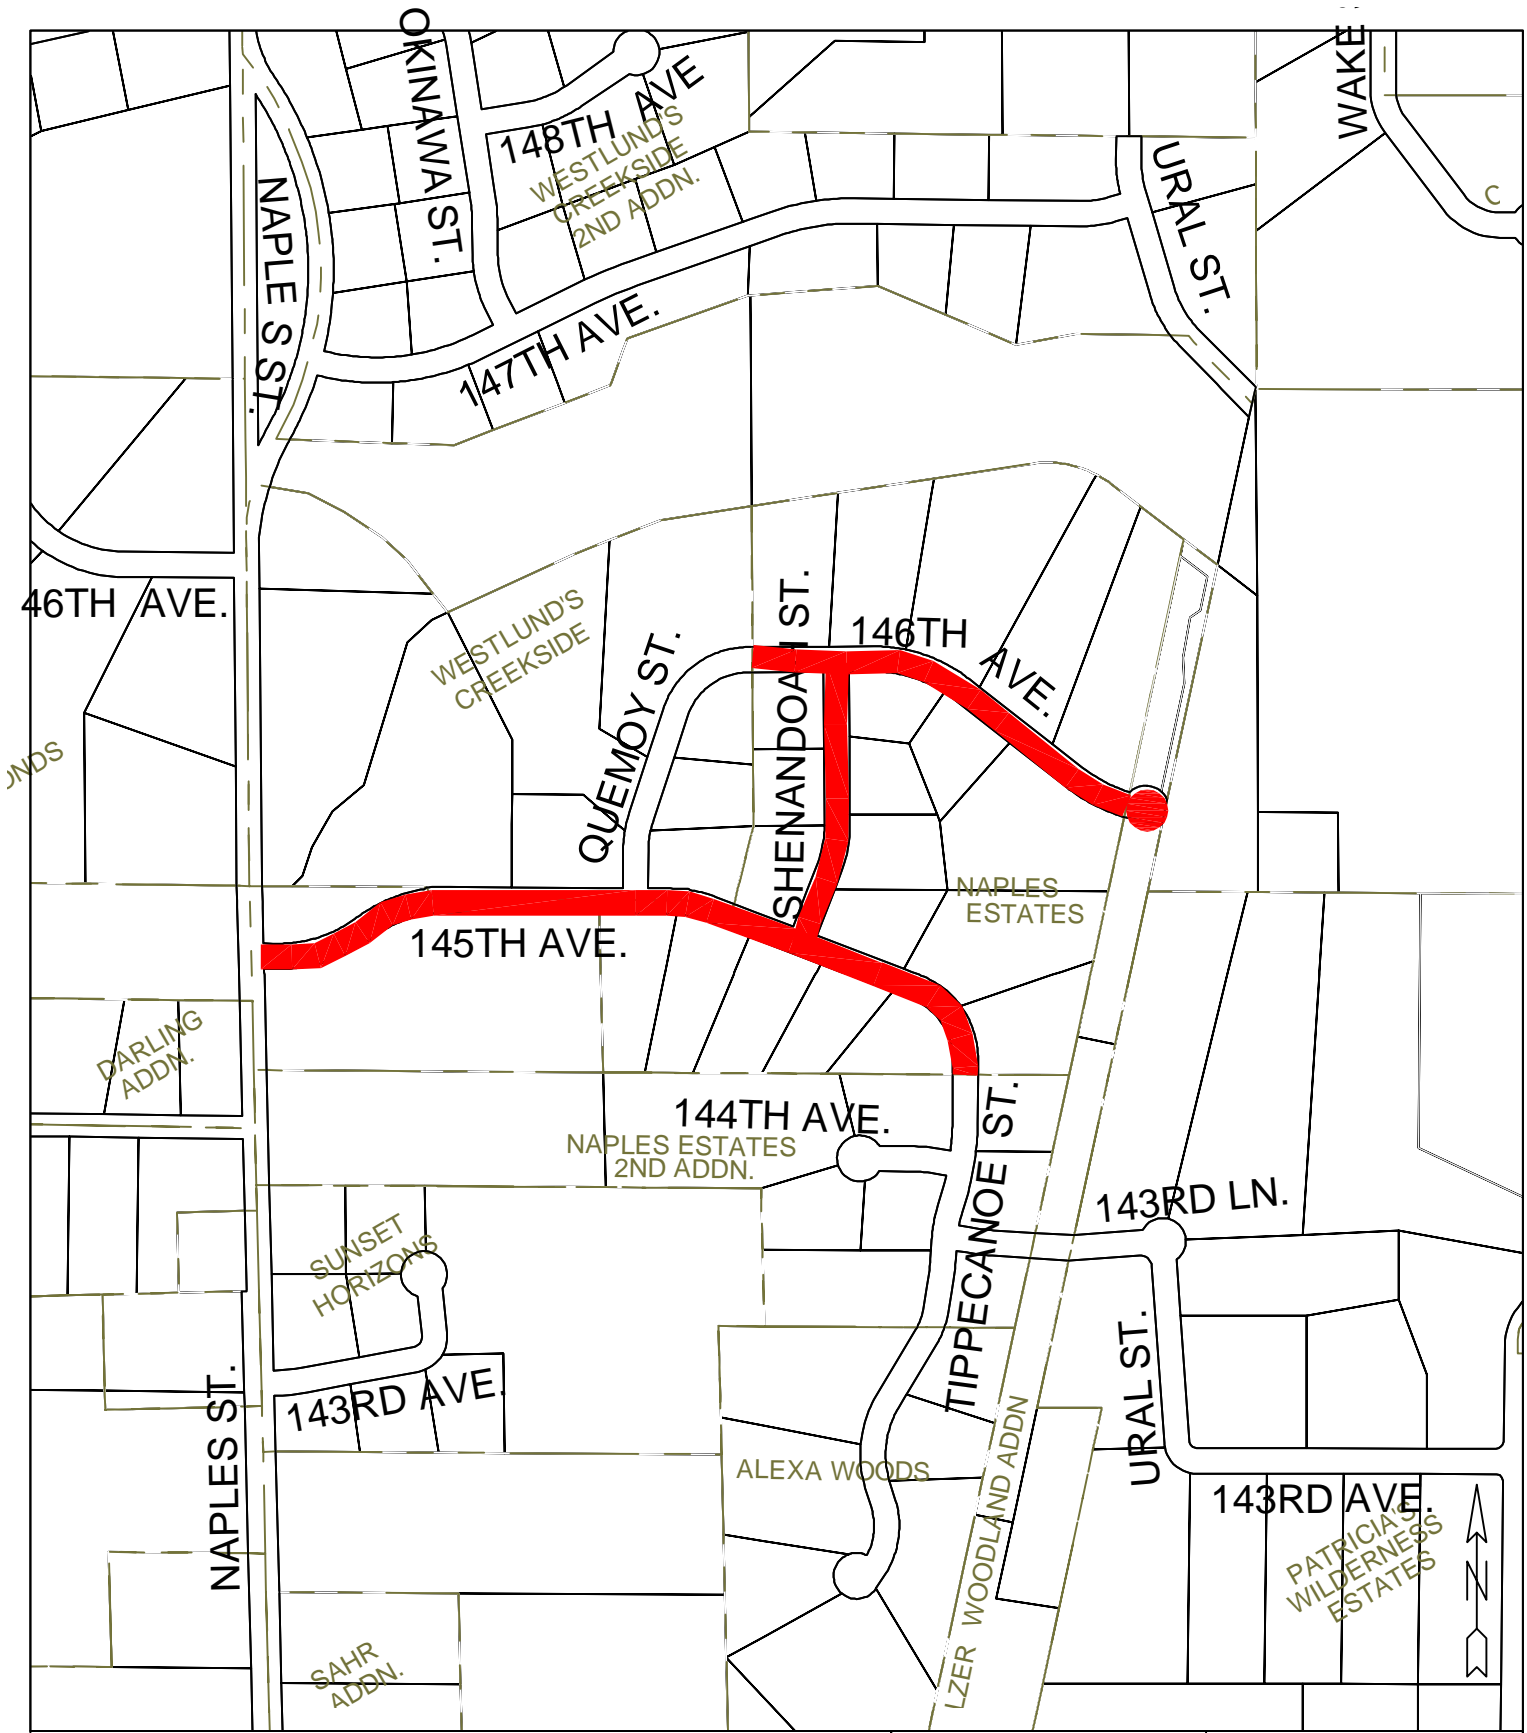 OKINAWA ST.
WAKE
148TH AVE
WESTLUND'S
CREEKSIDE
2ND ADDN.
URAL ST.
C
NAPLE S ST.
147TH AVE.
46TH AVE.
WESTLUND'S
CREEKSIDE
QUEMOY ST.
SHENANDOAH ST.
146TH AVE.
ONDS
NAPLES
ESTATES
145TH AVE.
DARLING
ADDN.
144TH AVE.
NAPLES ESTATES
2ND ADDN.
TIPPECANOE ST.
143RD LN.
SUNSET
HORIZONS
143RD AVE.
NAPLES ST.
URAL ST.
ALEXA WOODS
LZER WOODLAND ADDN
143RD AVE.
PATRICIA'S
WILDERNESS
ESTATES
N
SAHR
ADDN.